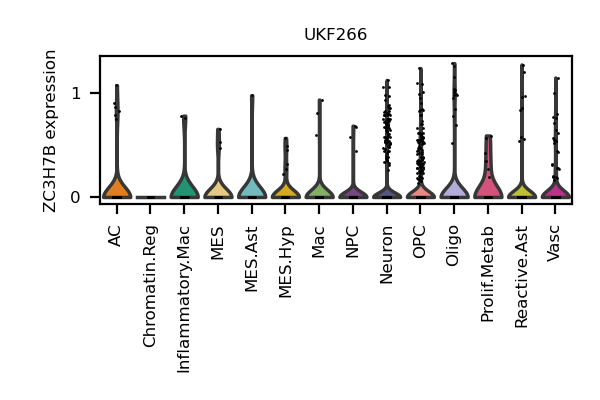 UKF266
ZC3H7B expression
1
0
AC
Chromatin.Reg
Inflammatory.Mac
MES
MES.Ast
MES.Hyp
Mac
NPC
Neuron
OPC
Oligo
Prolif.Metab
Reactive.Ast
Vasc